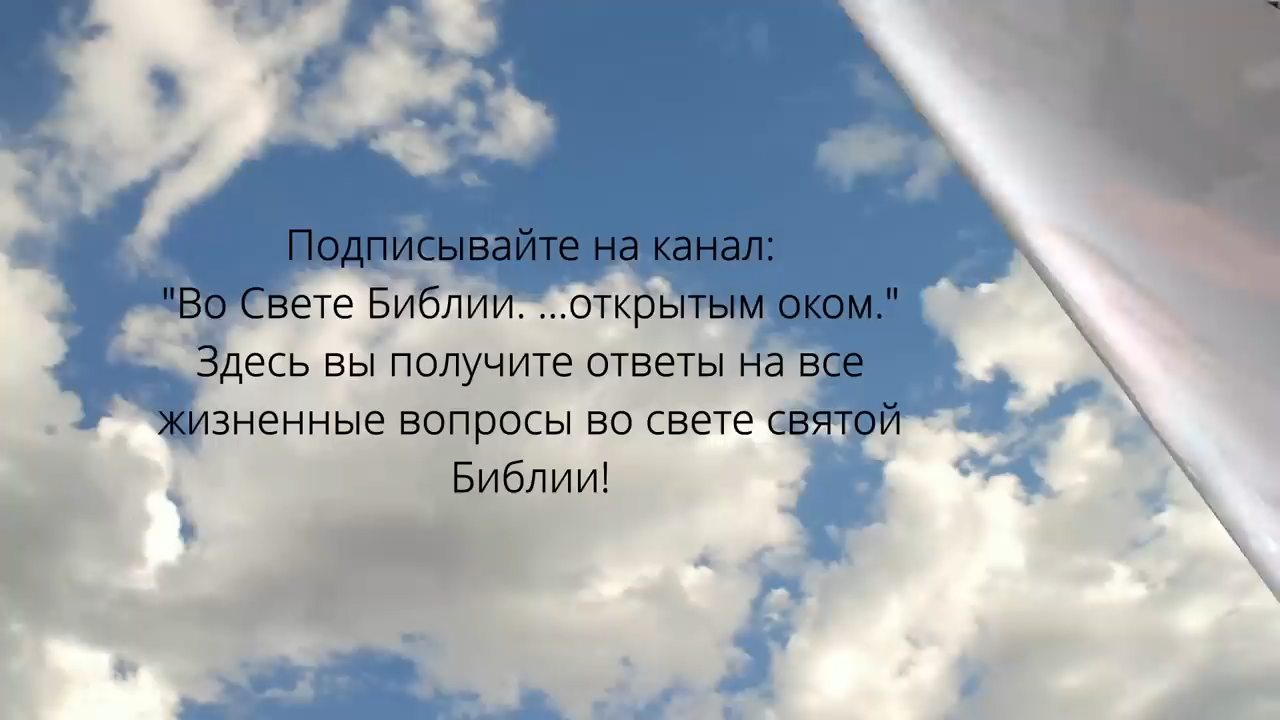 Подписывайте на канал:
"Во Свете Библии. ...открытым оком."
Здесь вы получите ответы на все
жизненные вопросы во свете святой
Библии!